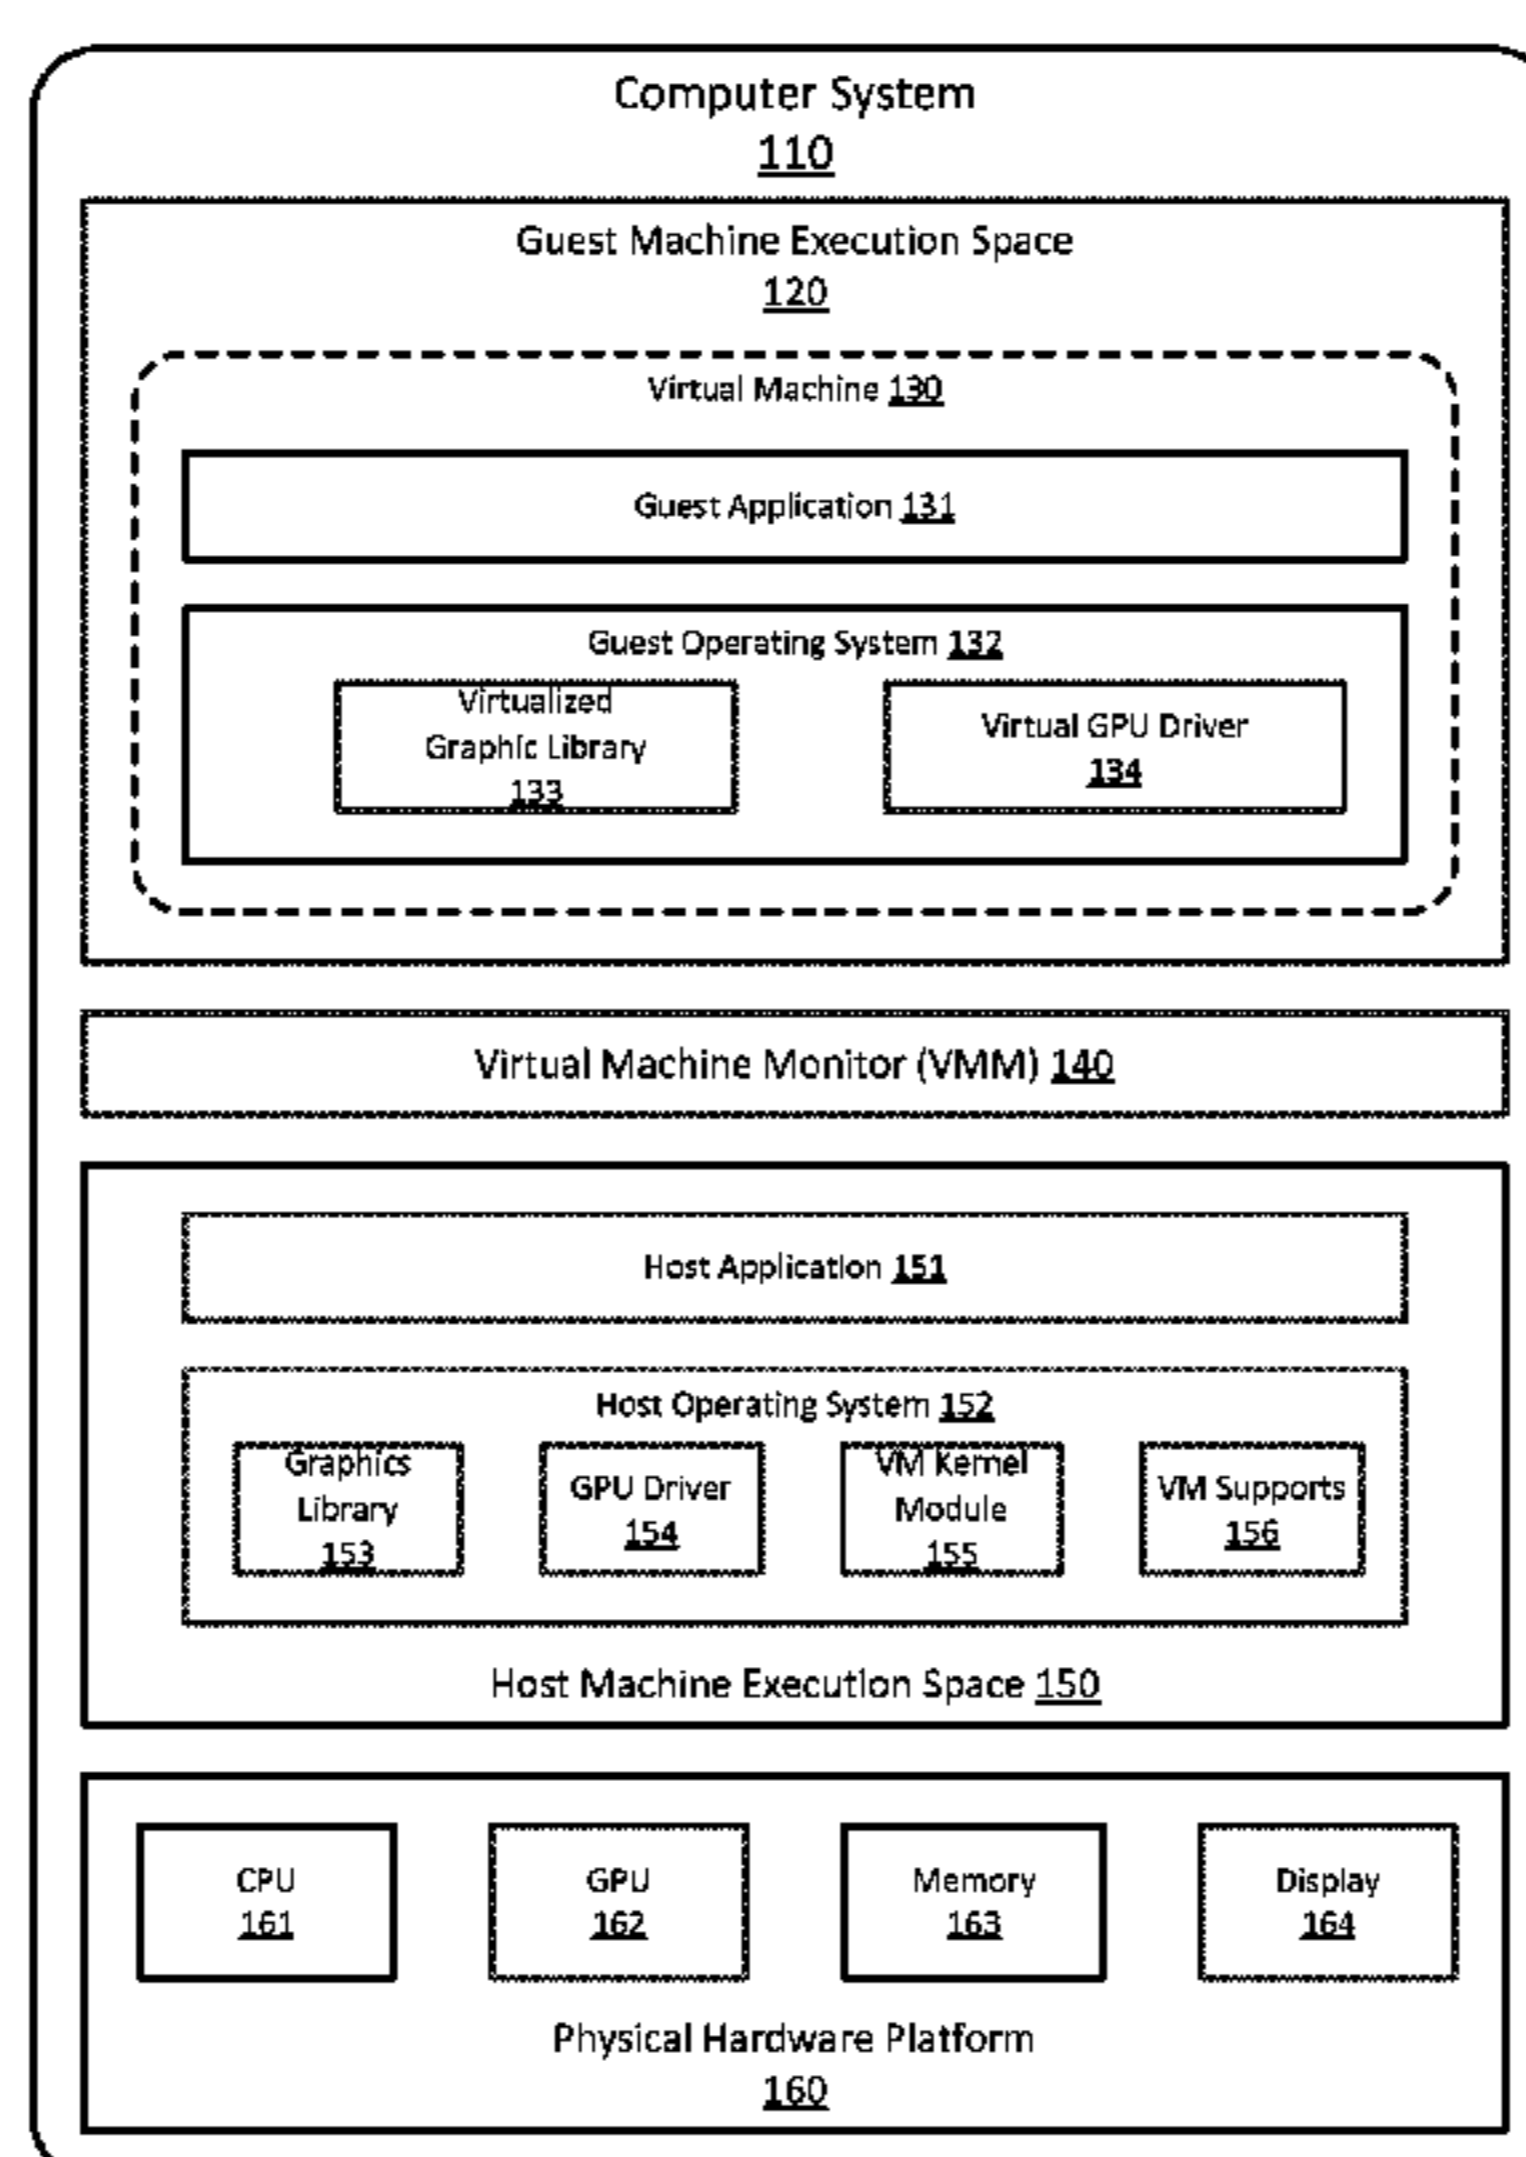 Computer System
110
Guest Machine Execution Space
120
Virtual Machine 130
Guest Application 131
Guest Operating System 132
Virtualized
Graphic Library
133
Virtual GPU Driver
134
Virtual Machine Monitor (VMM) 140
Host Application 151
Host Operating System 152
Graphics
Library
153
GPU Driver
154
VM Kernel
Module
155
VM Supports
156
Host Machine Execution Space 150
CPU
161
GPU
162
Memory
163
Display
164
Physical Hardware Platform
160